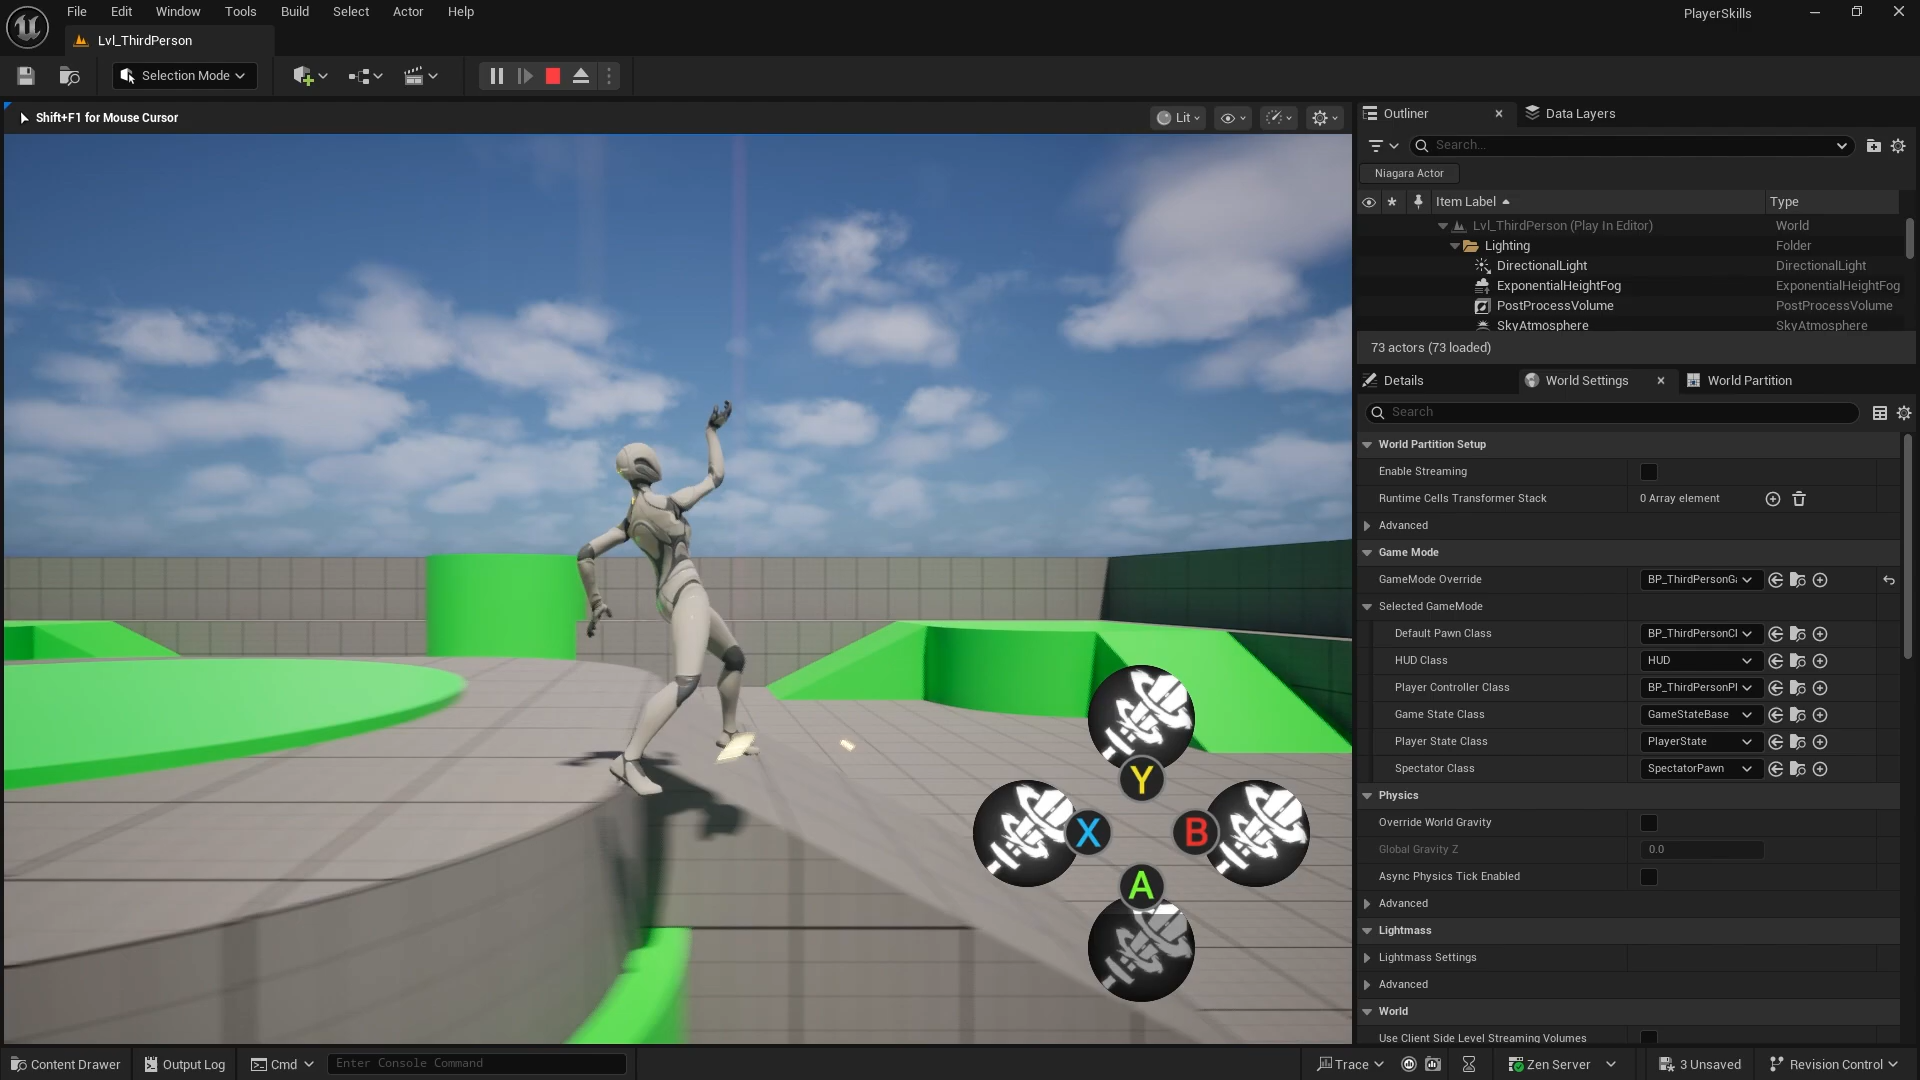 File Edit Window Tools Build Select Actor Help
PlayerSkills
Lvl_ThirdPerson
Selection Mode
Shift+F1 for Mouse Cursor
Lit
Y
X
B
A
Outliner
Data Layers
Search...
Niagara Actor
Item Label Type
Lvl_ThirdPerson (Play In Editor) World
Lighting Folder
DirectionalLight DirectionalLight
ExponentialHeightFog ExponentialHeightFog
PostProcessVolume PostProcessVolume
SkyAtmosphere SkyAtmosphere
73 actors (73 loaded)
Details World Settings World Partition
Search
World Partition Setup
Enable Streaming
Runtime Cells Transformer Stack 0 Array element
Advanced
Game Mode
GameMode Override BP_ThirdPersonGa
Selected GameMode
Default Pawn Class BP_ThirdPersonCl
HUD Class HUD
Player Controller Class BP_ThirdPersonPl
Game State Class GameStateBase
Player State Class PlayerState
Spectator Class SpectatorPawn
Physics
Override World Gravity
Global Gravity Z 0.0
Async Physics Tick Enabled
Advanced
Lightmass
Lightmass Settings
Advanced
World
Use Client Side Level Streaming Volumes
Content Drawer Output Log Cmd Enter Console Command Trace Zen Server 3 Unsaved Revision Control